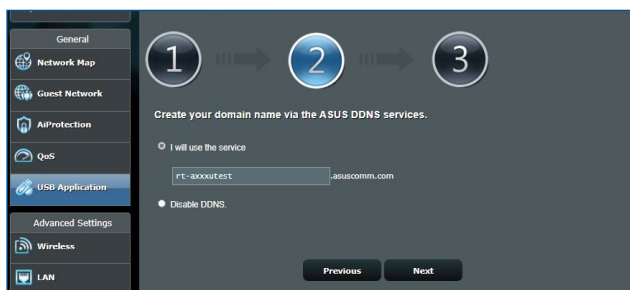 General
Network Map
Guest Network
AiProtection
QoS
USB Application
Advanced Settings
Wireless
LAN
1
2
3
Create your domain name via the ASUS DDNS services.
I will use the service
rt-axxxutest .asuscomm.com
Disable DDNS.
Previous Next